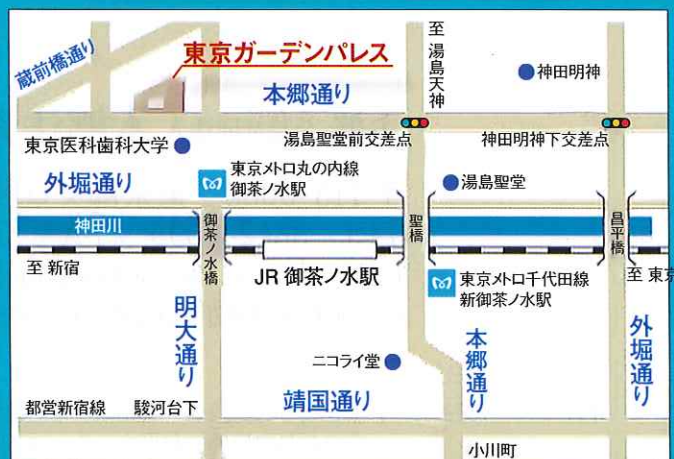 蔵前橋通り
東京ガーデンパレス
至 湯島天神
神田明神
本郷通り
東京医科歯科大学
湯島聖堂前交差点
神田明神下交差点
外堀通り
東京メトロ丸の内線
御茶ノ水駅
湯島聖堂
神田川
御茶ノ水橋
聖橋
昌平橋
至 新宿
JR 御茶ノ水駅
東京メトロ千代田線
新御茶ノ水駅
至 東京
明大通り
本郷通り
外堀通り
ニコライ堂
都営新宿線
駿河台下
靖国通り
小川町